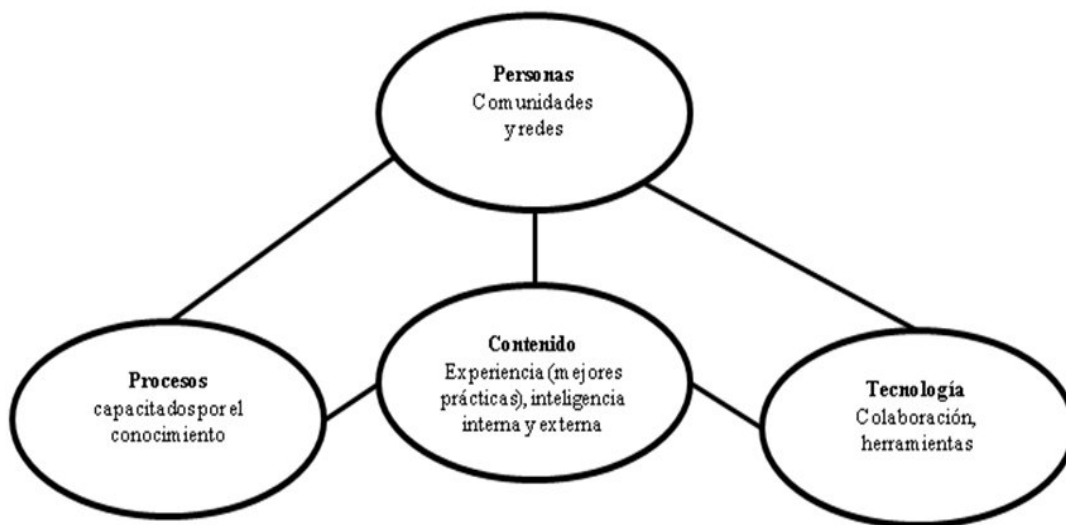 Personas
Comunidades
y redes
Procesos
capacitados por el
conocimiento
Contenido
Experiencia (mejores
prácticas), inteligencia
interna y externa
Tecnología
Colaboración,
herramientas